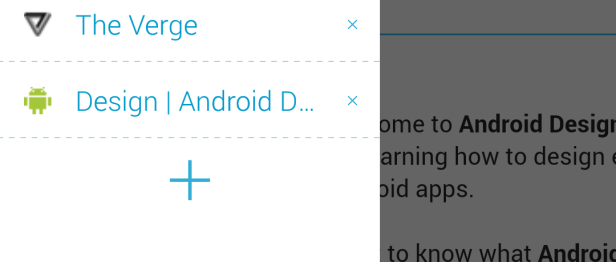 The Verge
Design | Android D...
ome to Android Design
arning how to design
oid apps.
to know what Android